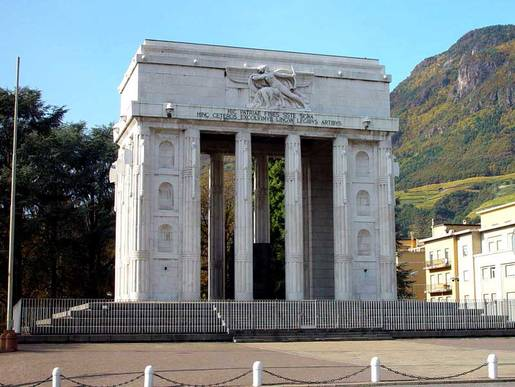 HIC PATRIAE FINES SISTE SIGNA
HINC CETEROS EXCOLVIMVS LINGVA LEGIBVS ARTIBVS